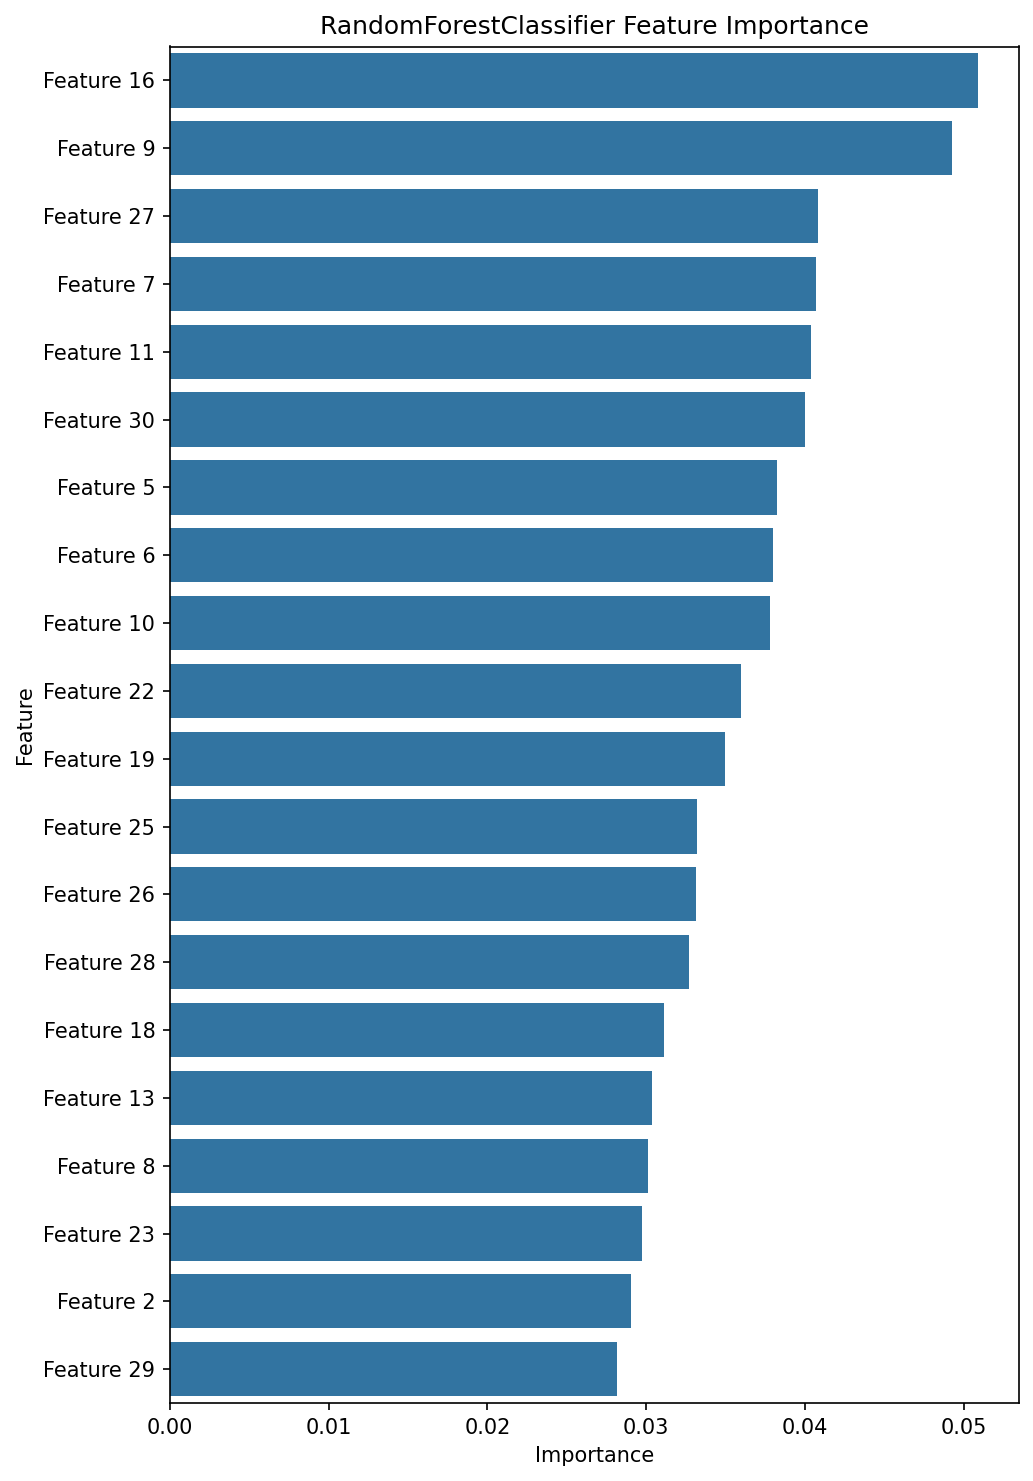 RandomForestClassifier Feature Importance
Feature
Feature 16
Feature 9
Feature 27
Feature 7
Feature 11
Feature 30
Feature 5
Feature 6
Feature 10
Feature 22
Feature 19
Feature 25
Feature 26
Feature 28
Feature 18
Feature 13
Feature 8
Feature 23
Feature 2
Feature 29
0.00 0.01 0.02 0.03 0.04 0.05
Importance